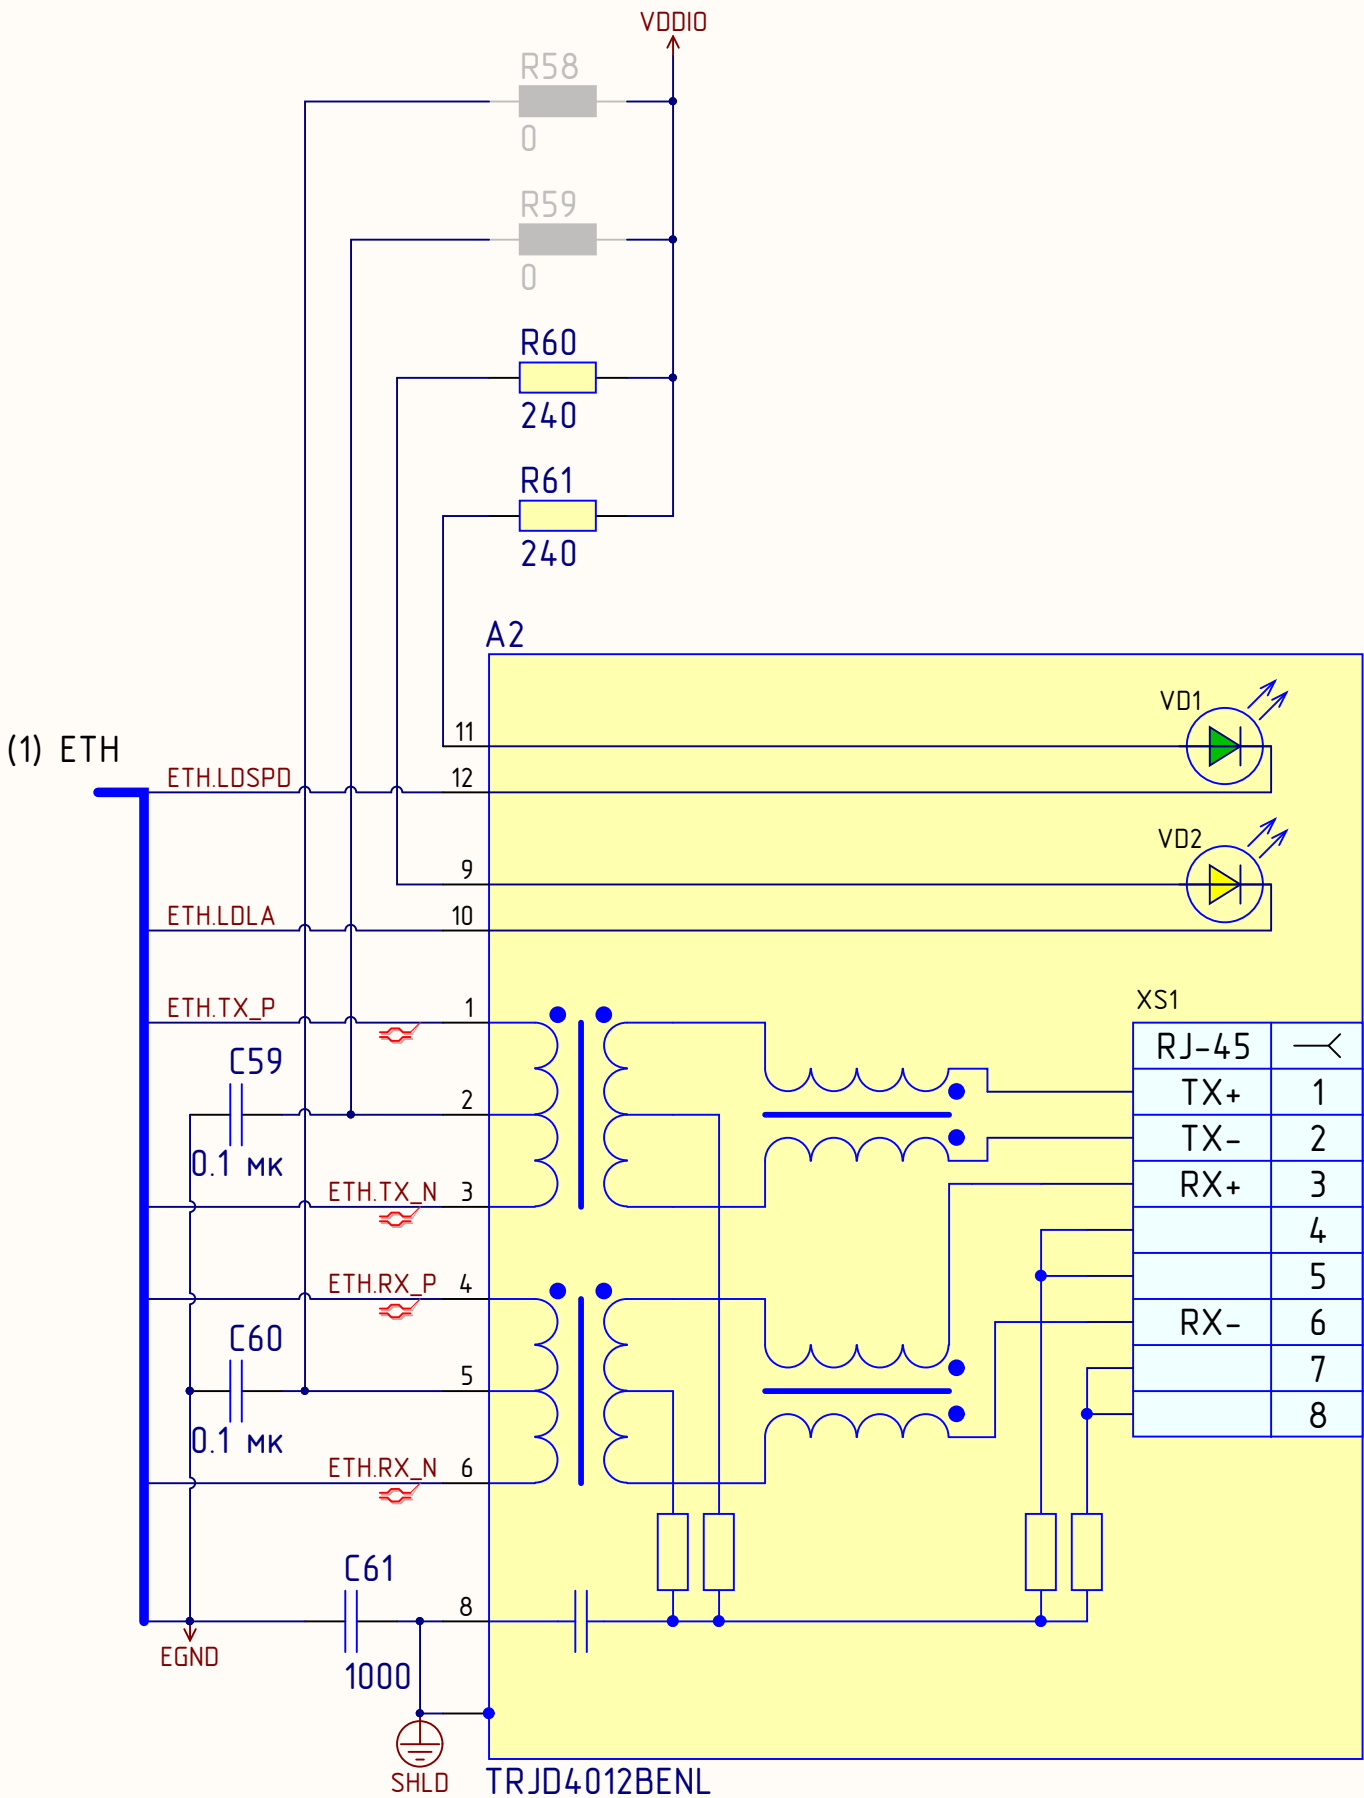 VDDIO
R58
0
R59
0
R60
240
R61
240
A2
VD1
(1) ETH
11
ETH.LDSPD
12
VD2
9
ETH.LDLA
10
ETH.TX_P
1
XS1
RJ-45
C59
TX+
1
2
TX-
2
0.1 мк
ETH.TX_N
3
RX+
3
4
ETH.RX_P
4
5
C60
RX-
6
5
7
8
0.1 мк
ETH.RX_N
6
C61
8
EGND
1000
SHLD
TRJD4012BENL